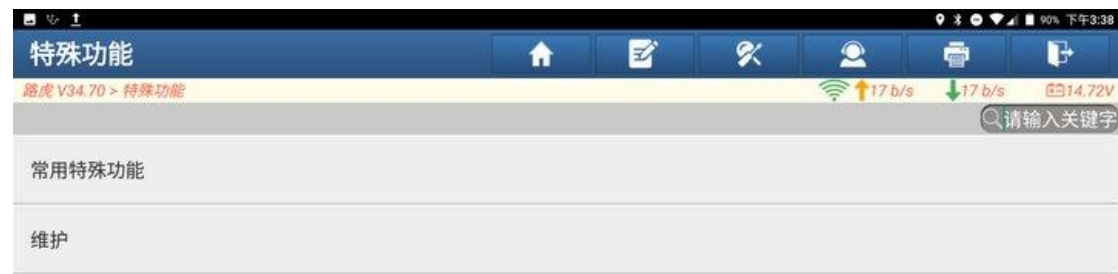 90% 下午3:38
特殊功能
路虎 V34.70 > 特殊功能 17 b/s 17 b/s 14.72V
请输入关键字
常用特殊功能
维护